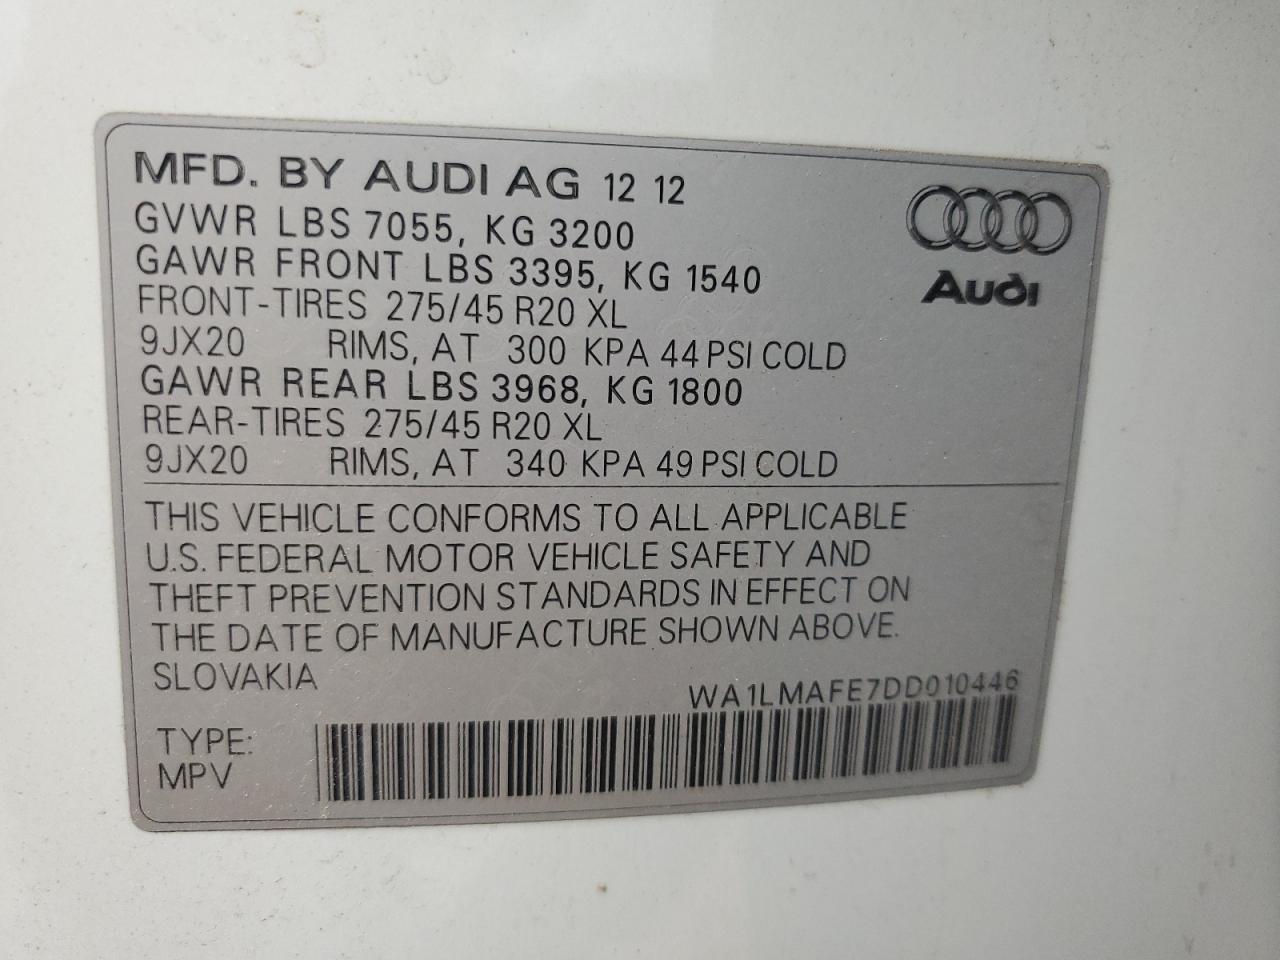 MFD. BY AUDI AG 12 12
GVWR LBS 7055, KG 3200
GAWR FRONT LBS 3395, KG 1540
FRONT-TIRES 275/45 R20 XL
9JX20 RIMS, AT 300 KPA 44 PSI COLD
GAWR REAR LBS 3968, KG 1800
REAR-TIRES 275/45 R20 XL
9JX20 RIMS, AT 340 KPA 49 PSI COLD
Audi
THIS VEHICLE CONFORMS TO ALL APPLICABLE
U.S. FEDERAL MOTOR VEHICLE SAFETY AND
THEFT PREVENTION STANDARDS IN EFFECT ON
THE DATE OF MANUFACTURE SHOWN ABOVE.
SLOVAKIA
WA1LMAFE7DD010446
TYPE:
MPV